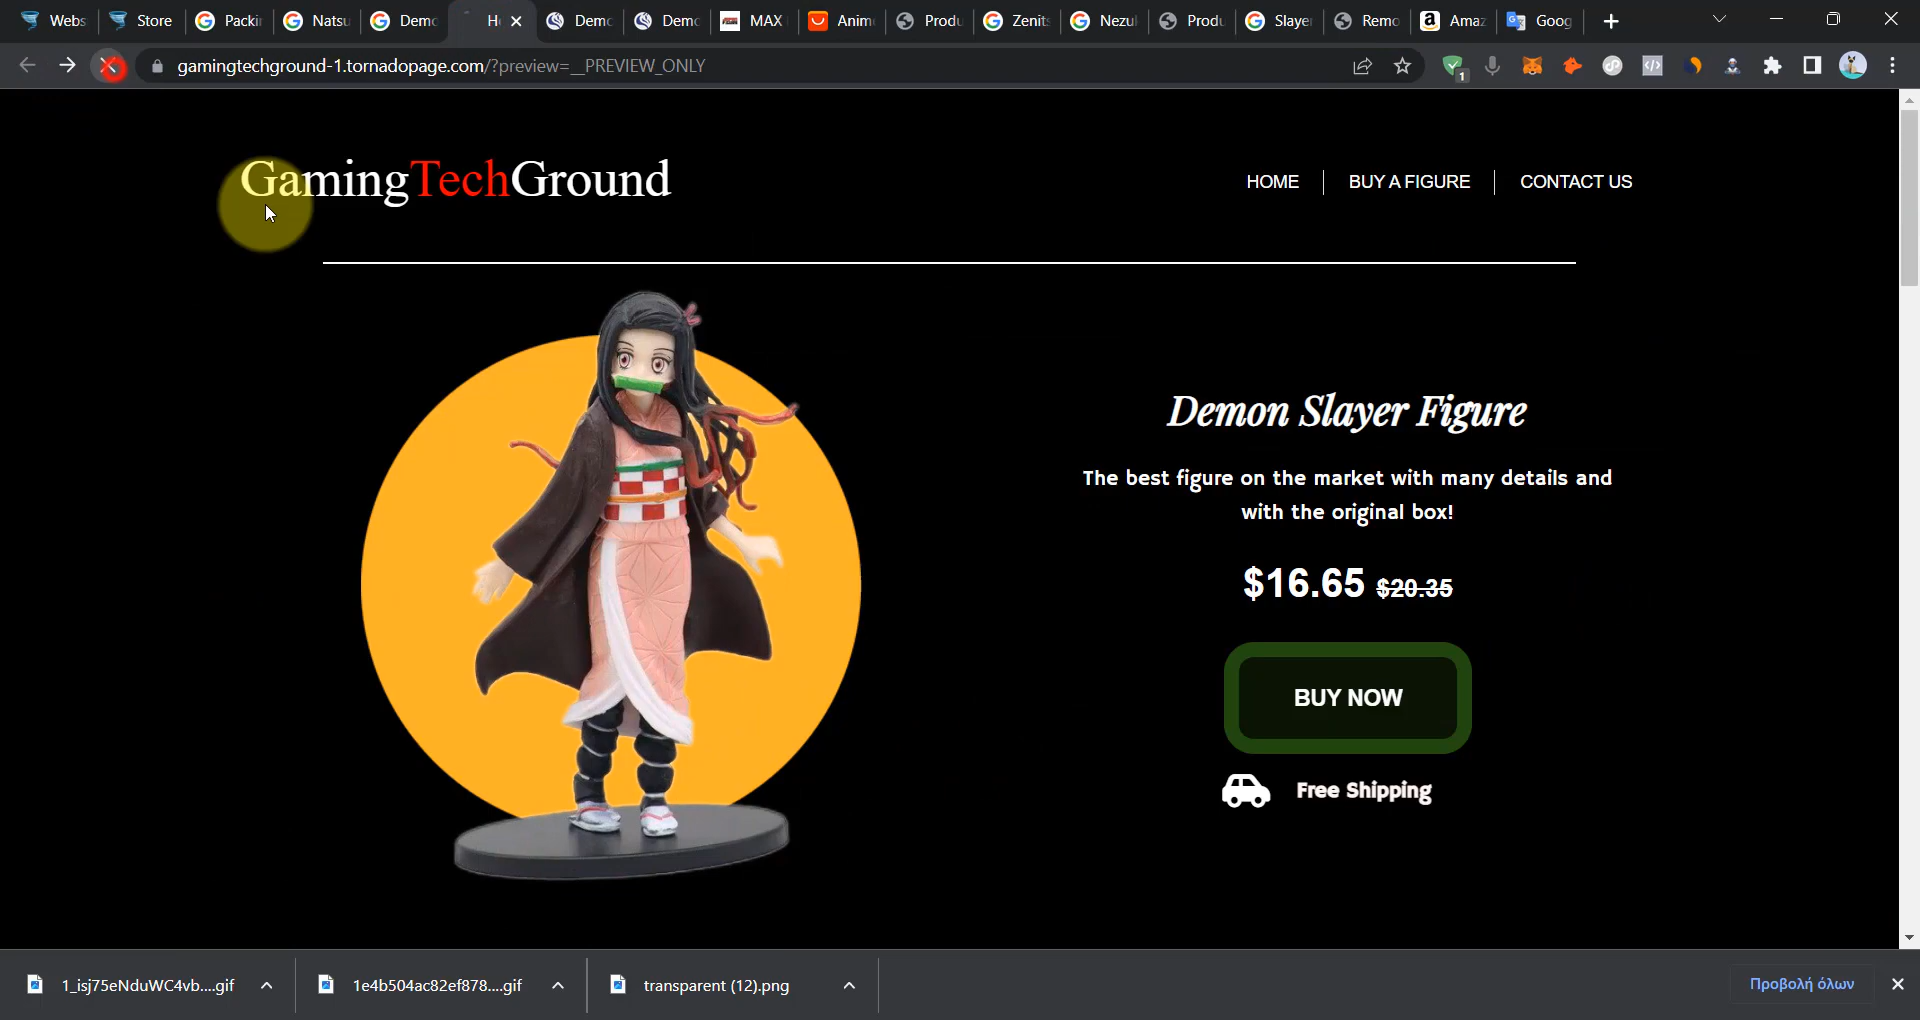 Webs
Store
Packi
Natsu
Demo
H
Demo
Demo
MAX
Anim
Produ
Zenit
Nezu
Produ
Slaye
Remo
Amaz
Goog
gamingtechground-1.tornadopage.com/?preview=__PREVIEW_ONLY
1
GamingTechGround
HOME
BUY A FIGURE
CONTACT US
Demon Slayer Figure
The best figure on the market with many details and
with the original box!
$16.65 $20.35
BUY NOW
Free Shipping
1_isj75eNduWC4vb....gif
1e4b504ac82ef878....gif
transparent (12).png
Προβολή όλων